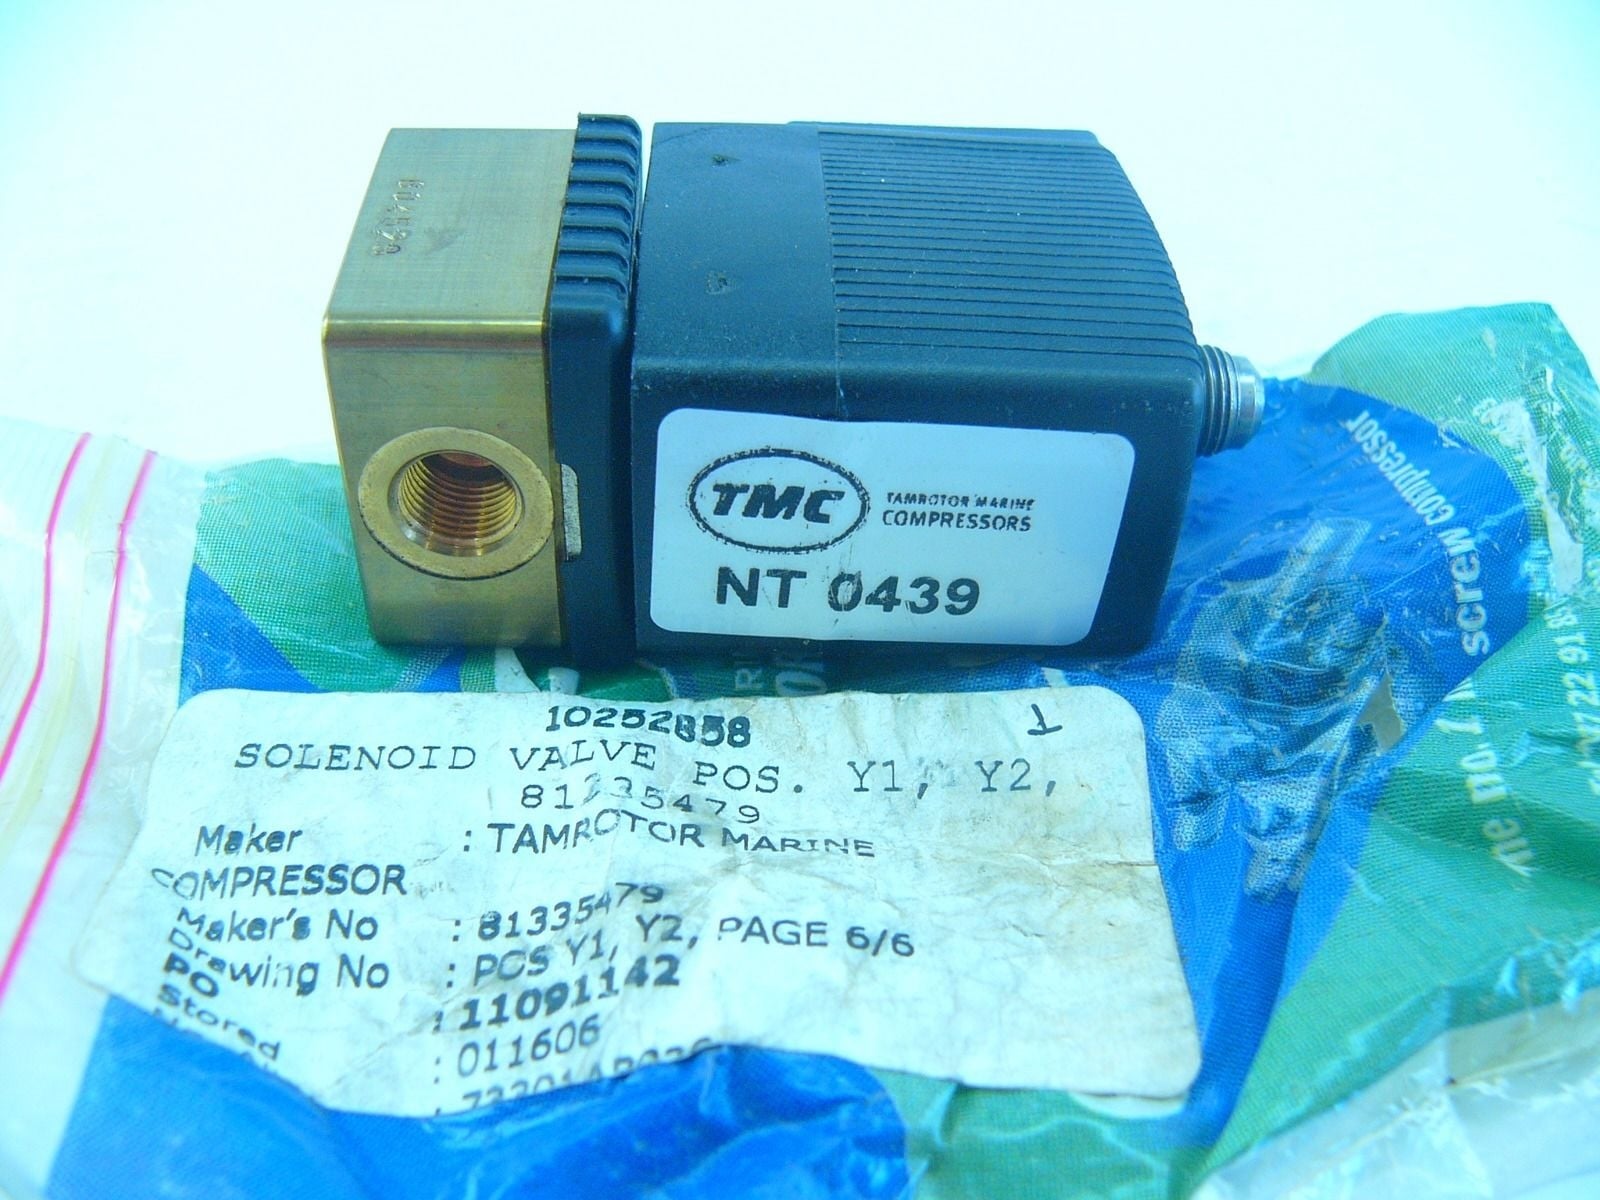 TMC
TAMROTOR MARINE
COMPRESSORS
NT 0439
10252858
1
SOLENOID VALVE POS. Y1, Y2,
81335479
Maker : TAMROTOR MARINE
COMPRESSOR
Maker's No : 81335479
Drawing No : POS Y1, Y2, PAGE 6/6
PO : 11091142
Stored : 011606
screw compressor